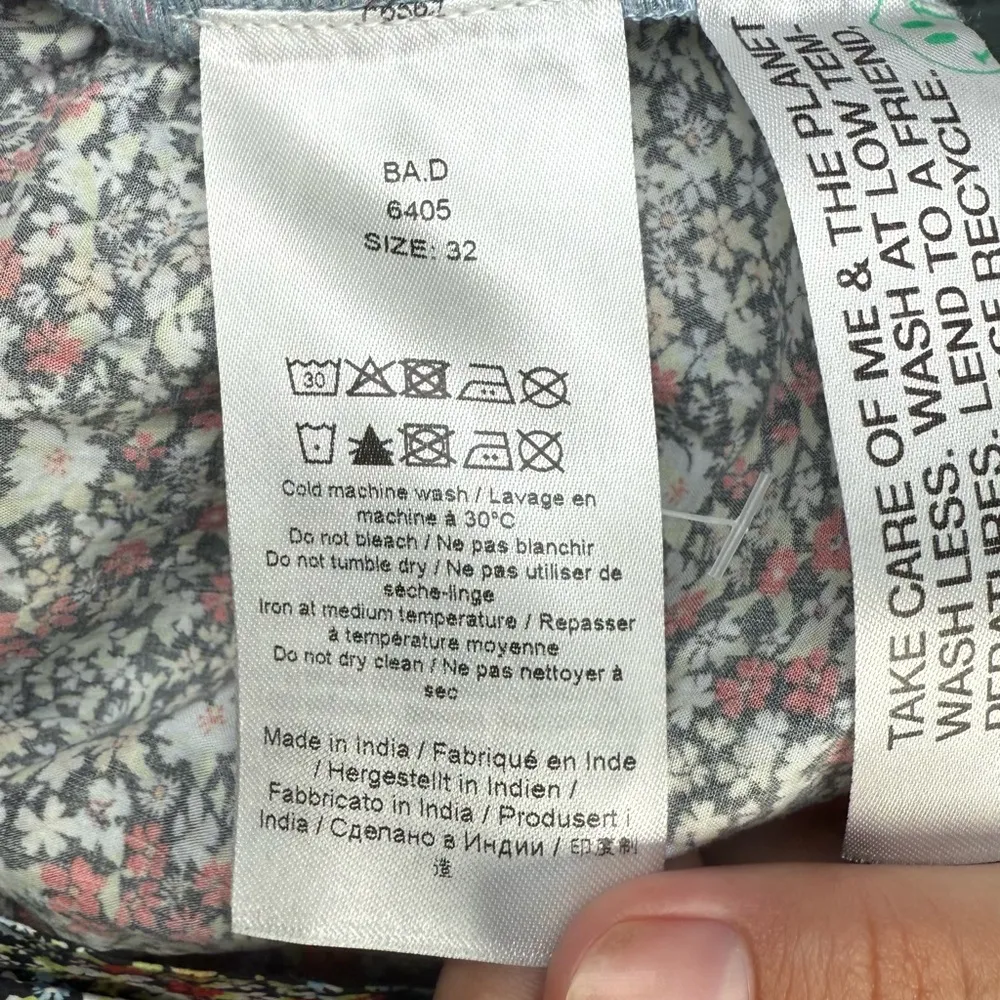 BA.D
6405
SIZE: 32
30
Cold machine wash / Lavage en
machine à 30°C
Do not bleach / Ne pas blanchir
Do not tumble dry / Ne pas utiliser de
sèche-linge
Iron at medium temperature / Repasser
à température moyenne
Do not dry clean / Ne pas nettoyer à
sec
Made in India / Fabriqué en Inde
/ Hergestellt in Indien /
Fabbricato in India / Produsert i
India / Сделано в Индии / 印度制
造
TAKE CARE OF ME & THE PLANET
WASH LESS. WASH AT LOW TEM-
PERATURES. LEND TO A FRIEND.
RECYCLE.